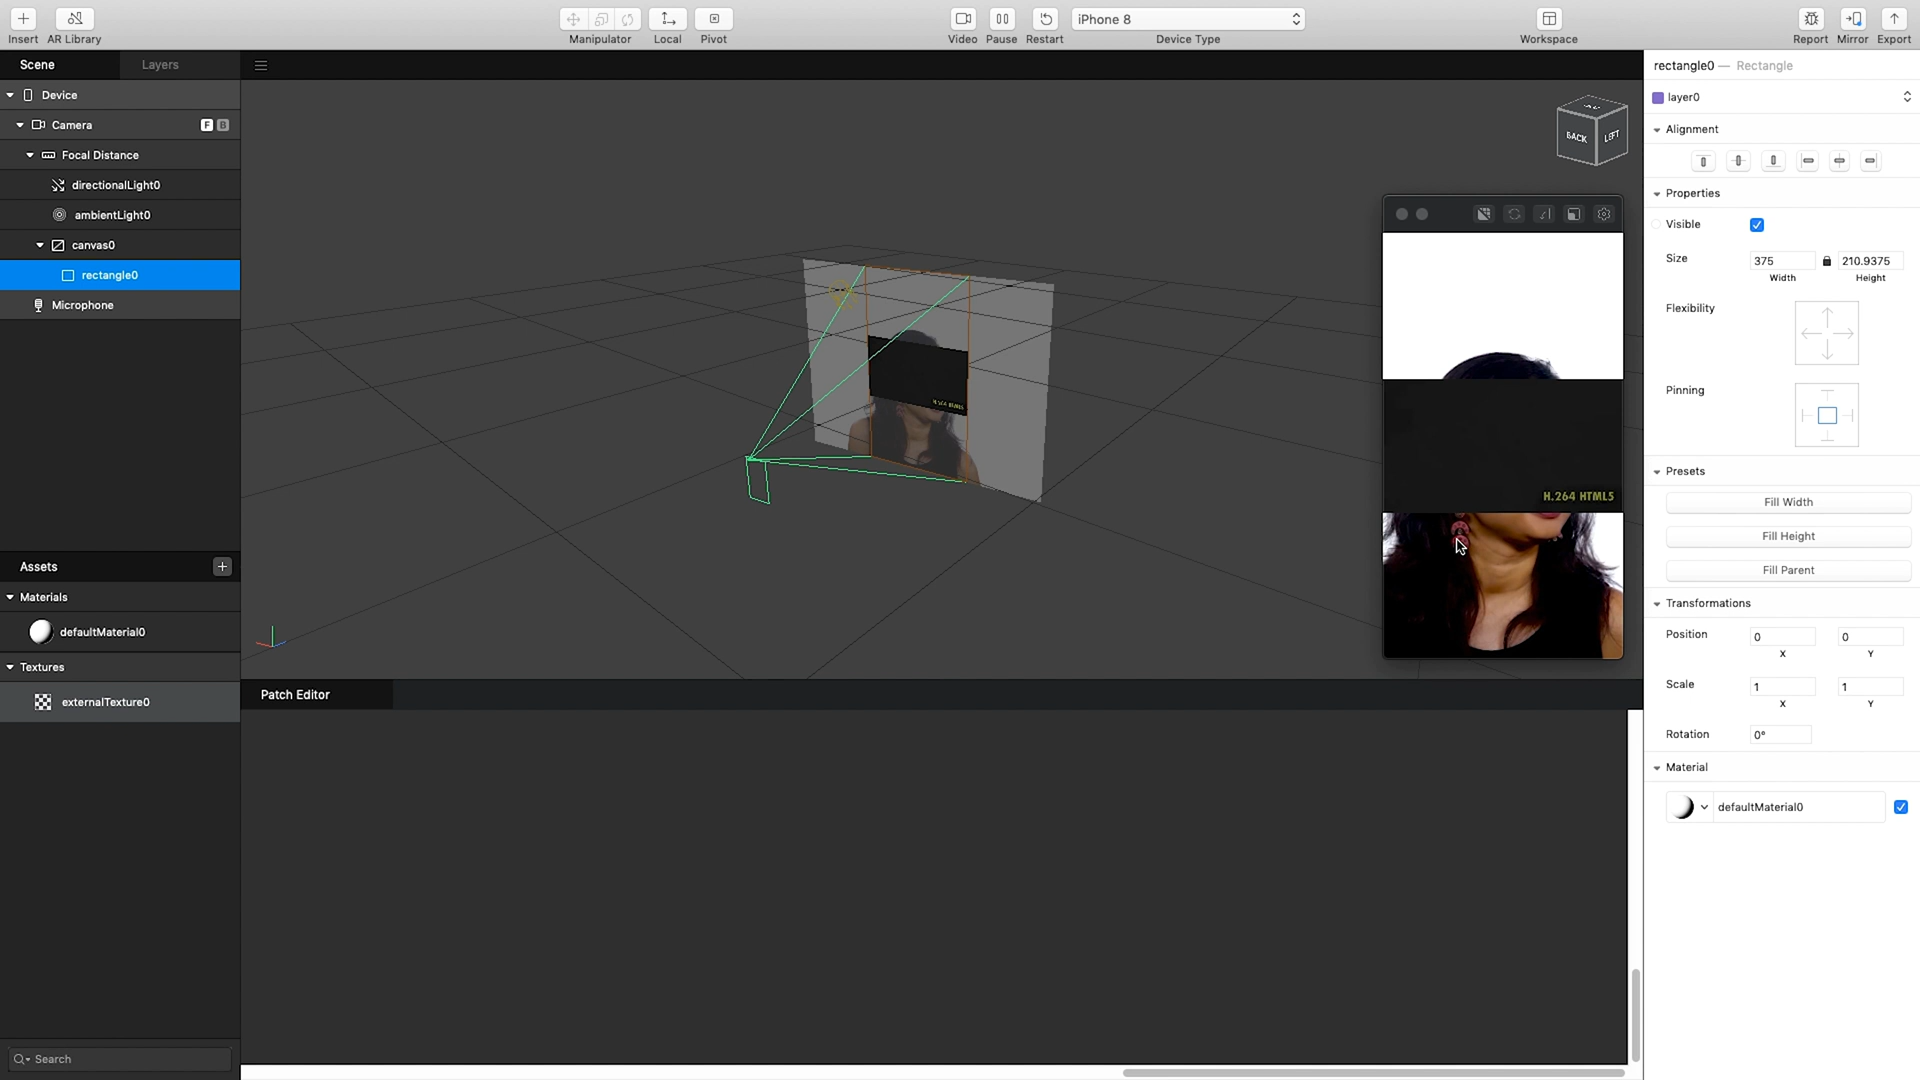 Insert
AR Library
Manipulator
Local
Pivot
Video
Pause
Restart
iPhone 8
Device Type
Workspace
Report
Mirror
Export
Scene
Layers
Device
Camera
F
B
Focal Distance
directionalLight0
ambientLight0
canvas0
rectangle0
Microphone
Assets
Materials
defaultMaterial0
Textures
externalTexture0
Search
BACK
LEFT
H.264 HTML5
H.264 HTML5
Patch Editor
rectangle0 — Rectangle
layer0
Alignment
Properties
Visible
Size
375
210.9375
Width
Height
Flexibility
Pinning
Presets
Fill Width
Fill Height
Fill Parent
Transformations
Position
0
0
X
Y
Scale
1
1
X
Y
Rotation
0°
Material
defaultMaterial0